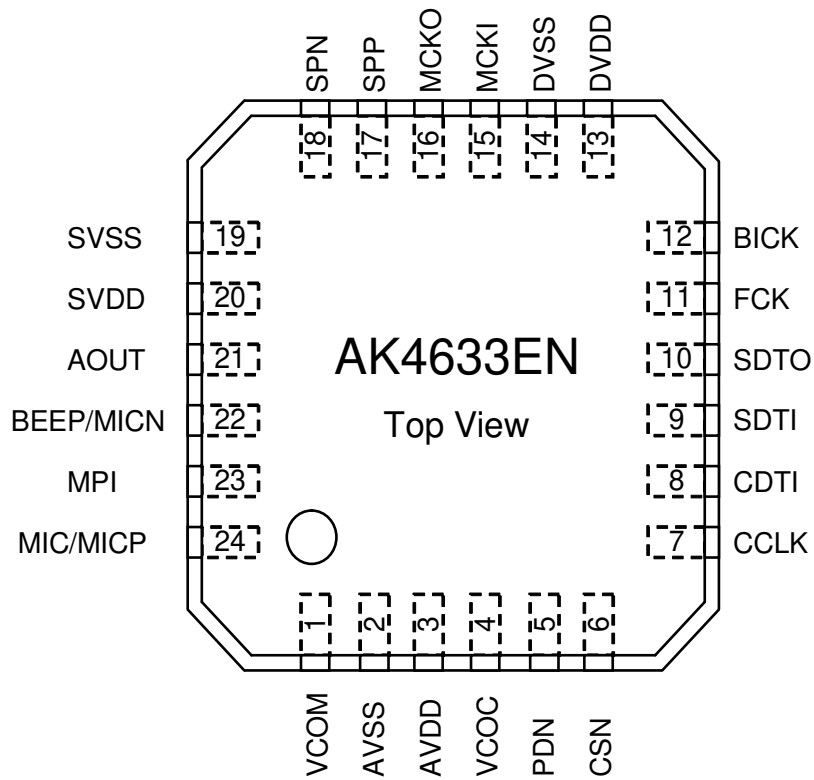 SPN
SPP
MCKO
MCKI
DVSS
DVDD
18
17
16
15
14
13
SVSS 19
12 BICK
SVDD 20
11 FCK
AOUT 21
AK4633EN
10 SDTO
BEEP/MICN 22
Top View
9 SDTI
MPI 23
8 CDTI
MIC/MICP 24
7 CCLK
1
2
3
4
5
6
VCOM
AVSS
AVDD
VCOC
PDN
CSN